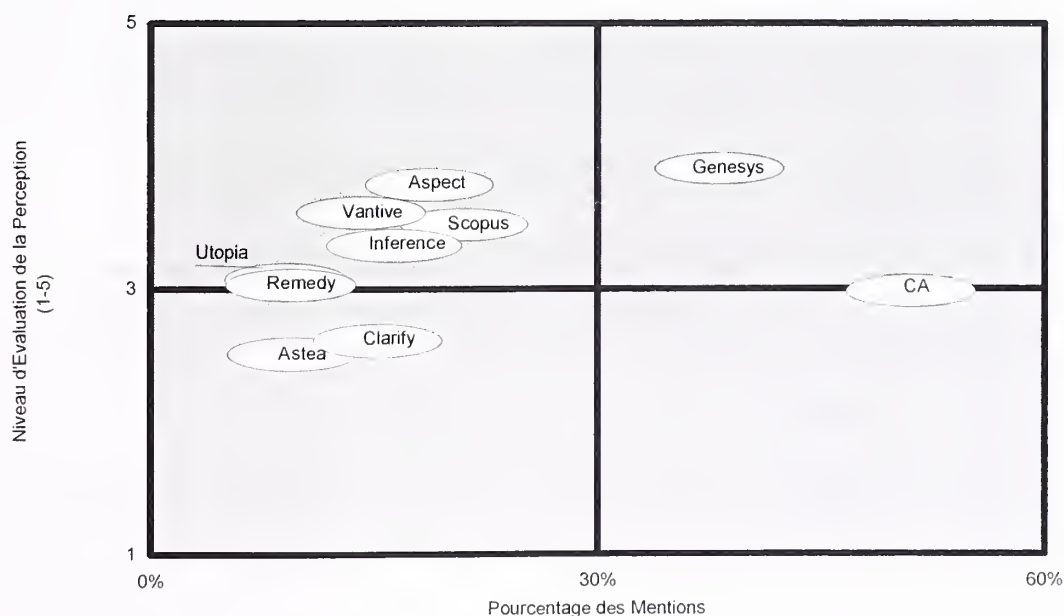 5
Niveau d'Evaluation de la Perception
(1-5)
Genesys
Aspect
Vantive
Scopus
Inference
Utopia
Remedy
3
CA
Clarify
Astea
1
0%
30%
60%
Pourcentage des Mentions